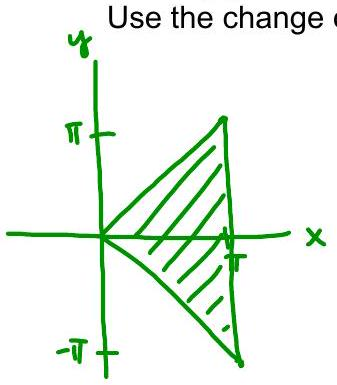 Use the change
y
π
x
π
-π